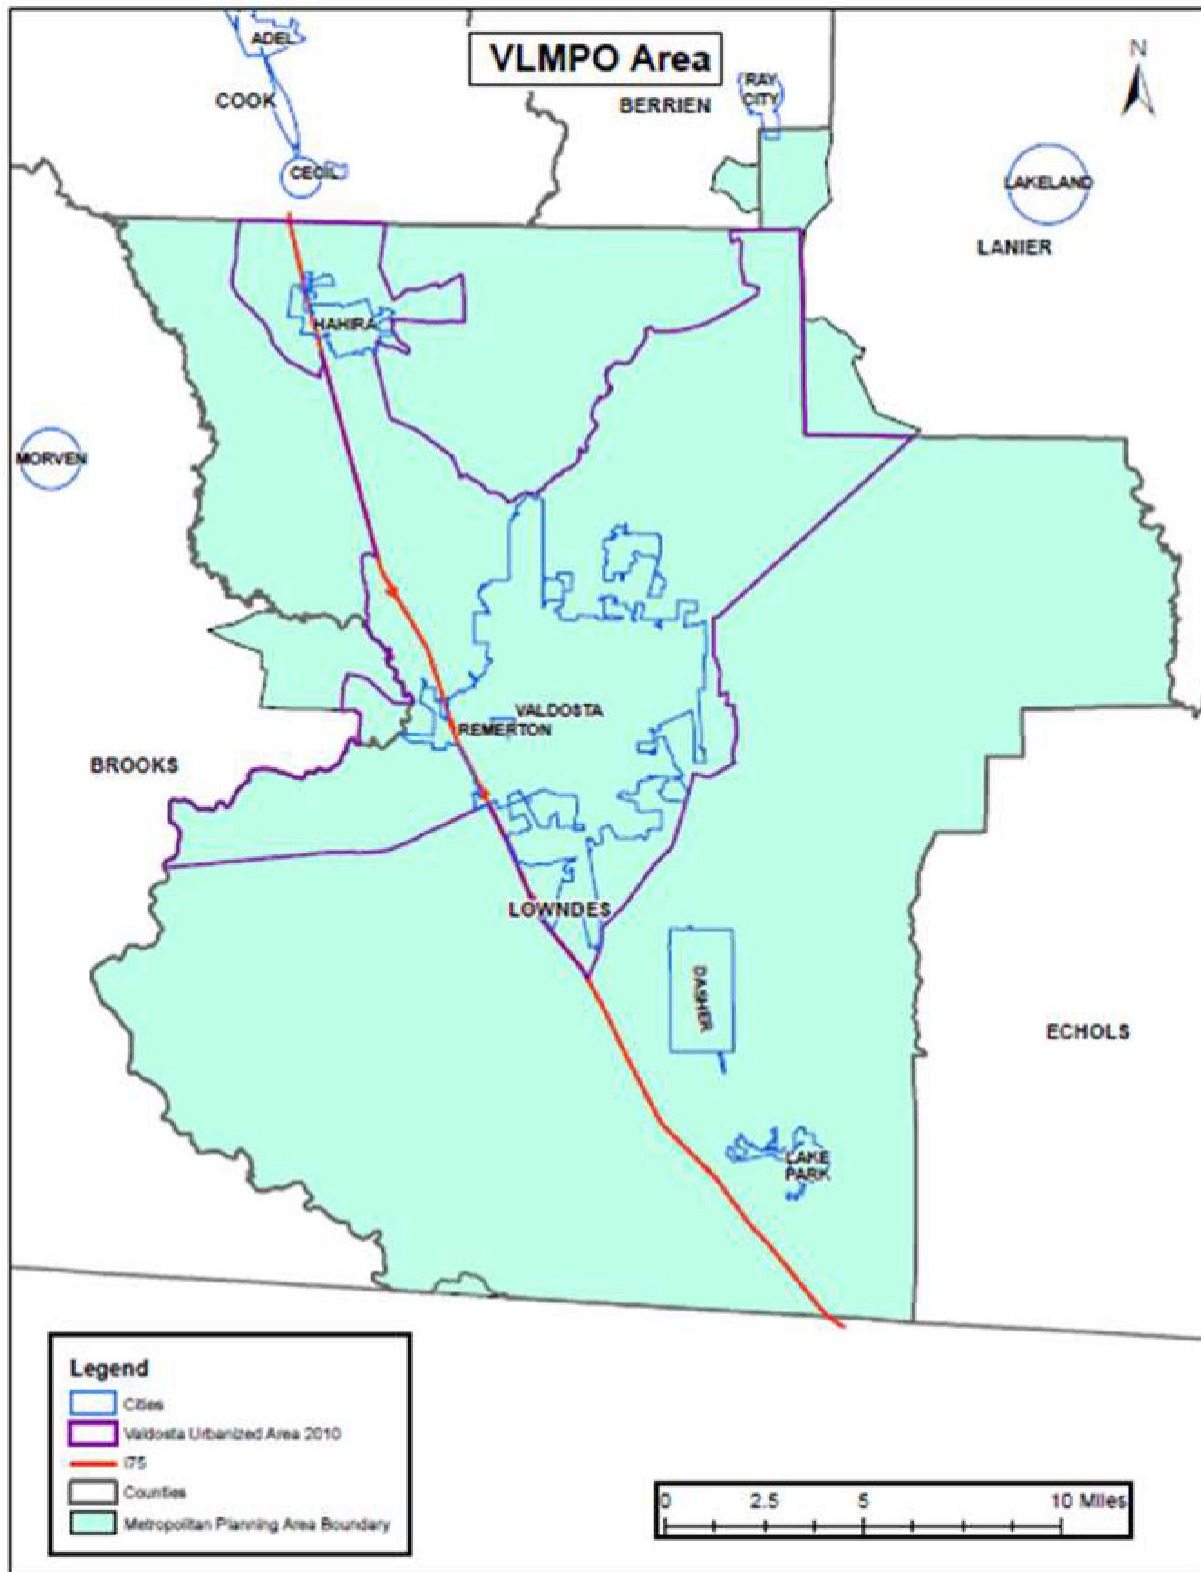 ADEL
VLMPO Area
N
COOK
BERRIEN
RAY
CITY
CECIL
LAKELAND
LANIER
HAHIRA
MORVEN
VALDOSTA
REMERTON
BROOKS
LOWNDES
DASHER
ECHOLS
LAKE
PARK
Legend
Cities
Valdosta Urbanized Area 2010
I75
Counties
Metropolitan Planning Area Boundary
0 2.5 5 10 Miles